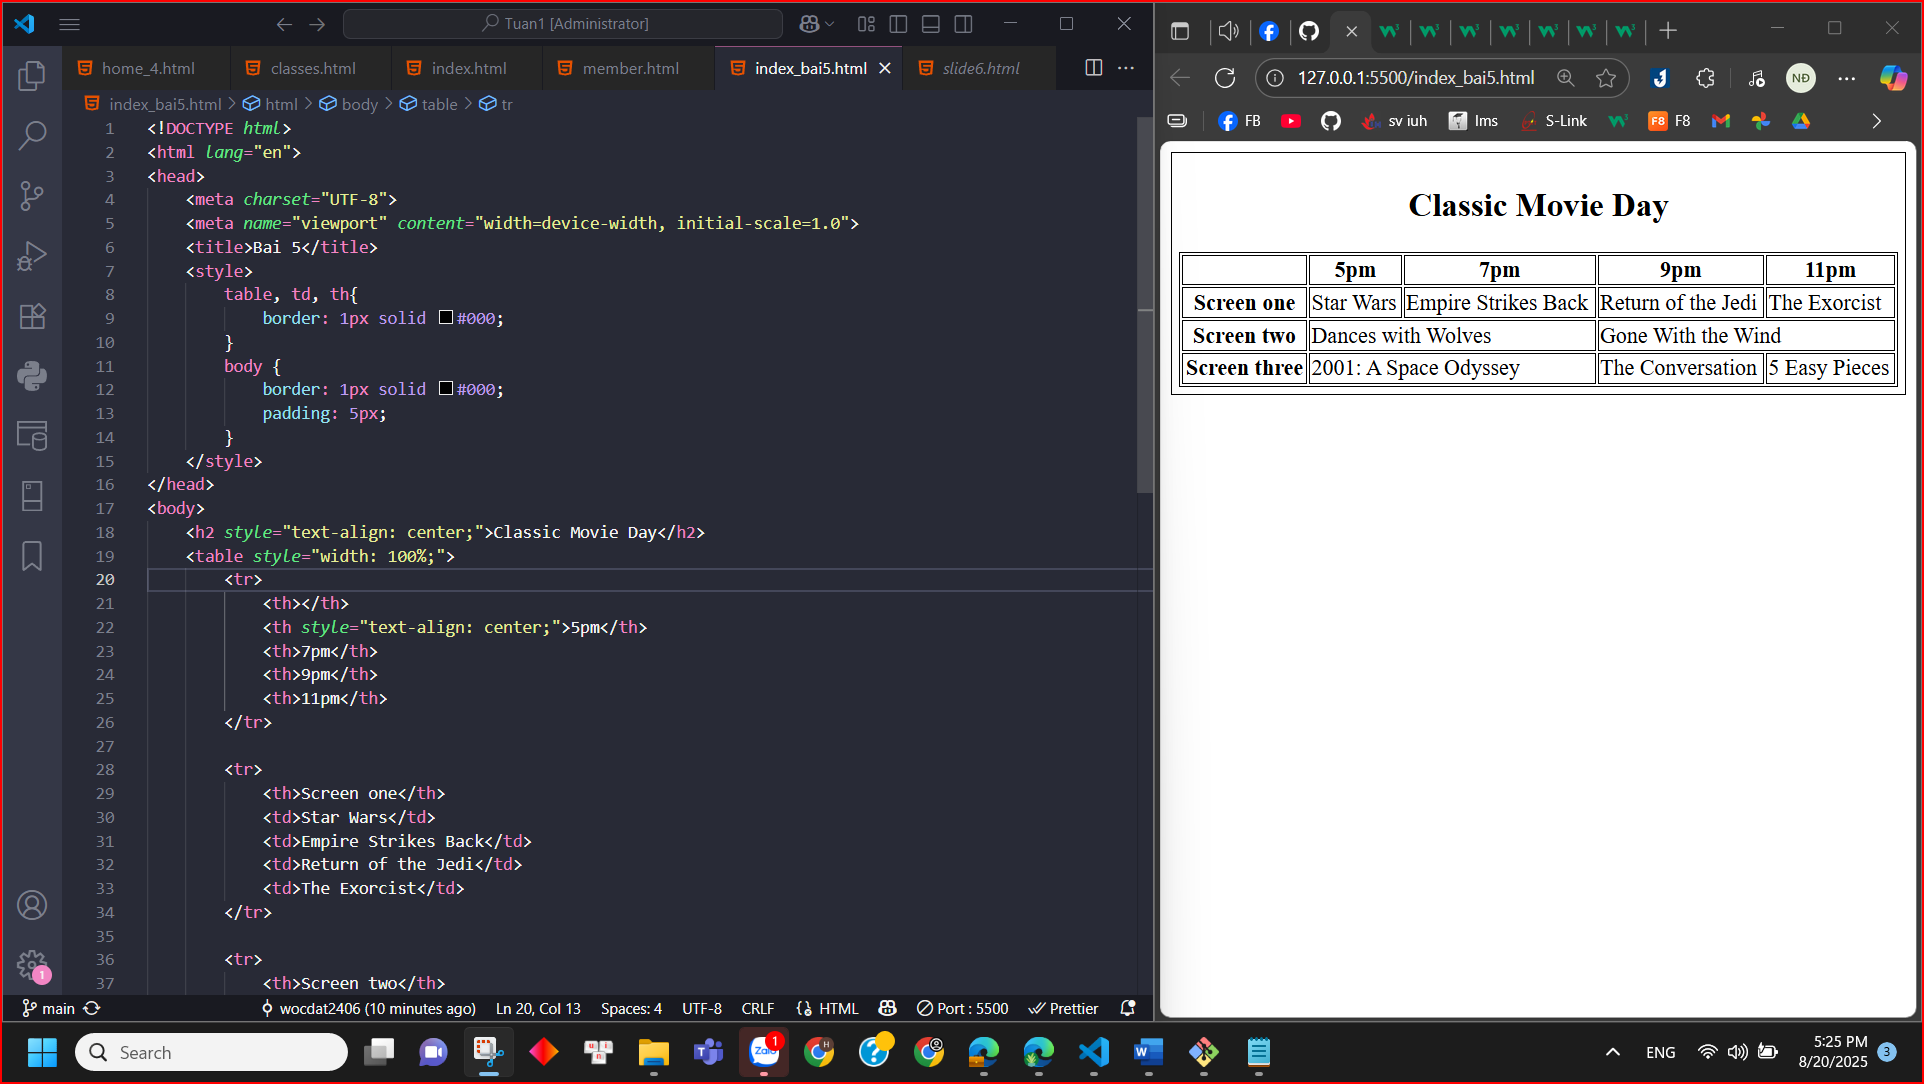 Tuan1 [Administrator]
home_4.html
classes.html
index.html
member.html
index_bai5.html
slide6.html
index_bai5.html > html > body > table > tr
1 <!DOCTYPE html>
2 <html lang="en">
3 <head>
4 <meta charset="UTF-8">
5 <meta name="viewport" content="width=device-width, initial-scale=1.0">
6 <title>Bai 5</title>
7 <style>
8 table, td, th{
9 border: 1px solid #000;
10 }
11 body {
12 border: 1px solid #000;
13 padding: 5px;
14 }
15 </style>
16 </head>
17 <body>
18 <h2 style="text-align: center;">Classic Movie Day</h2>
19 <table style="width: 100%;">
20 <tr>
21 <th></th>
22 <th style="text-align: center;">5pm</th>
23 <th>7pm</th>
24 <th>9pm</th>
25 <th>11pm</th>
26 </tr>
27
28 <tr>
29 <th>Screen one</th>
30 <td>Star Wars</td>
31 <td>Empire Strikes Back</td>
32 <td>Return of the Jedi</td>
33 <td>The Exorcist</td>
34 </tr>
35
36 <tr>
37 <th>Screen two</th>
1
main
wocdat2406 (10 minutes ago)
Ln 20, Col 13
Spaces: 4
UTF-8
CRLF
HTML
Port : 5500
Prettier
127.0.0.1:5500/index_bai5.html
NĐ
FB
sv iuh
lms
S-Link
F8 F8
Classic Movie Day
5pm 7pm 9pm 11pm
Screen one Star Wars Empire Strikes Back Return of the Jedi The Exorcist
Screen two Dances with Wolves Gone With the Wind
Screen three 2001: A Space Odyssey The Conversation 5 Easy Pieces
Search
Zalo
1
H
ENG
5:25 PM
8/20/2025
3